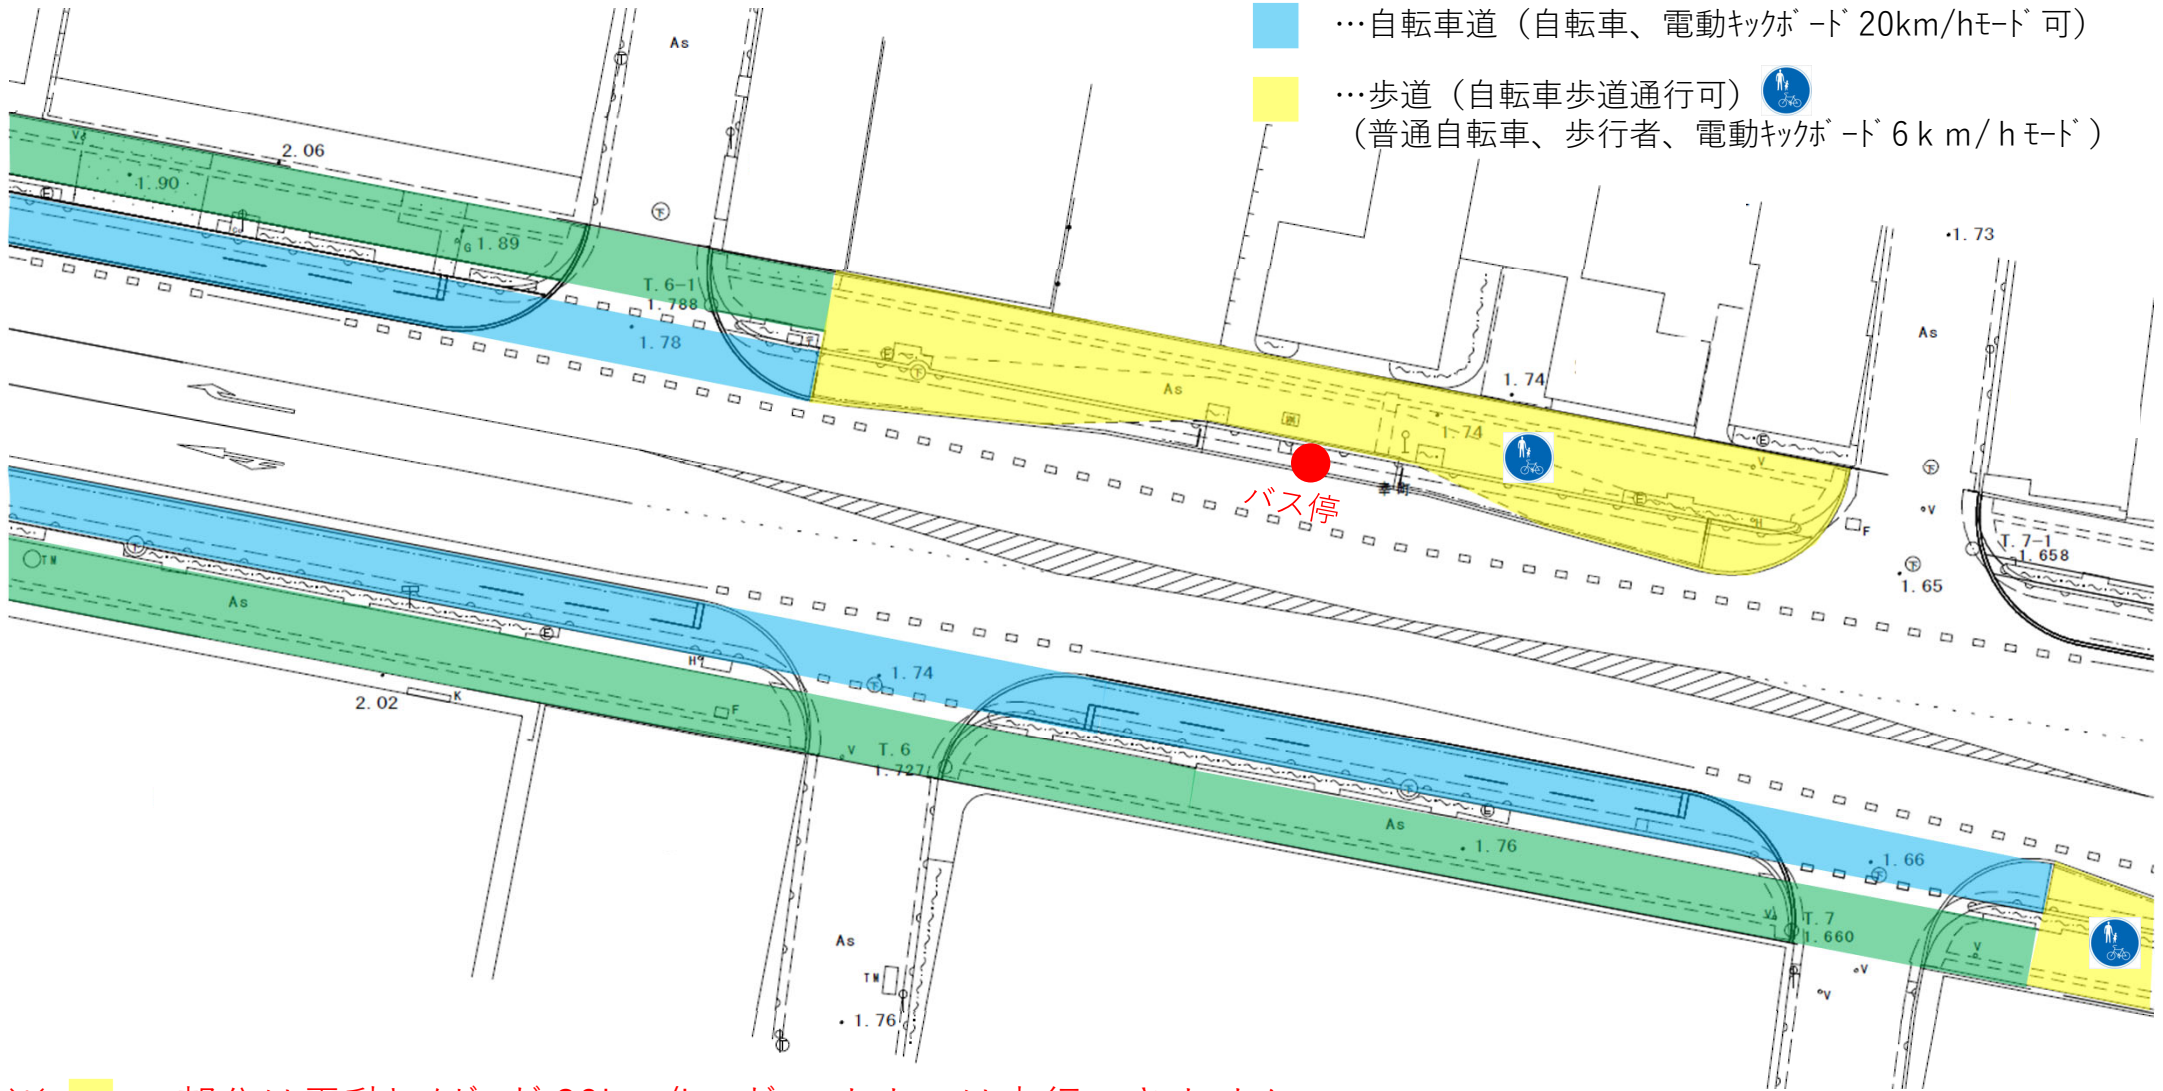 …自転車道（自転車、電動ｷｯｸﾎﾞｰﾄﾞ20km/hﾓｰﾄﾞ可）
…歩道（自転車歩道通行可）
（普通自転車、歩行者、電動ｷｯｸﾎﾞｰﾄﾞ6ｋｍ/ｈﾓｰﾄﾞ）
As
2.06
1.90
G 1.89
T.6-1
1.788
1.78
1.73
As
1.74
As
1.74
バス停
T.7-1
1.658
1.65
F
V
TM
As
H
1.74
K
2.02
F
V T.6
1.727
As
1.76
1.66
T.7
1.660
V
V
V
As
TM
1.76